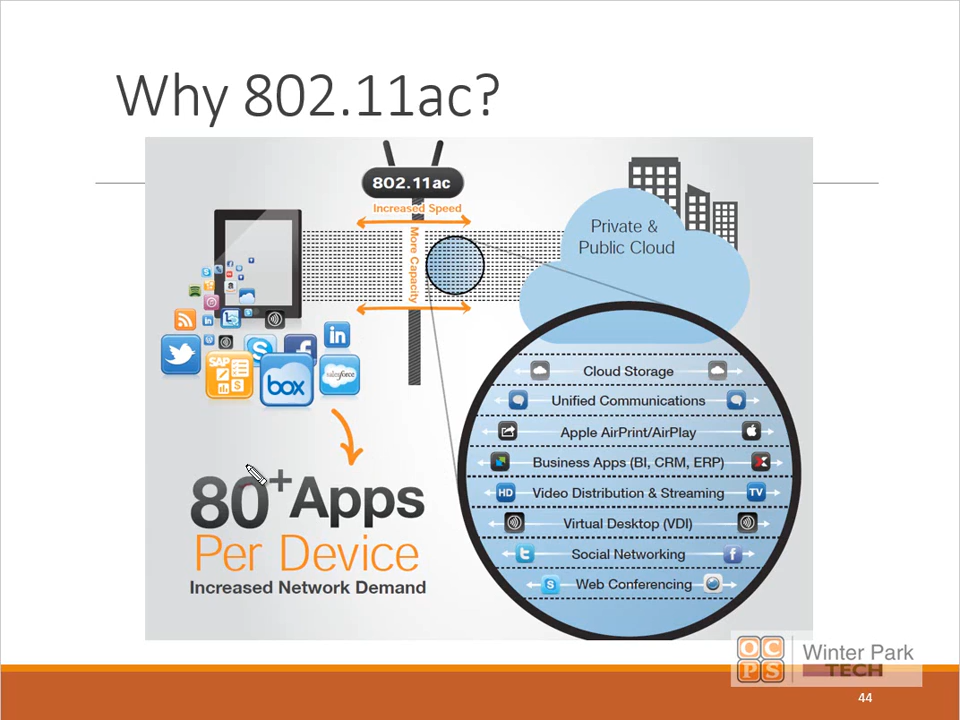 Why 802.11ac?
802.11ac
Increased Speed
More Capacity
Private &
Public Cloud
in
S
f
SAP
S
box
salesforce
80+Apps
Per Device
Increased Network Demand
Cloud Storage
Unified Communications
Apple AirPrint/AirPlay
Business Apps (BI, CRM, ERP)
HD Video Distribution & Streaming TV
Virtual Desktop (VDI)
t Social Networking f
S Web Conferencing
OC
PS
Winter Park
TECH
44